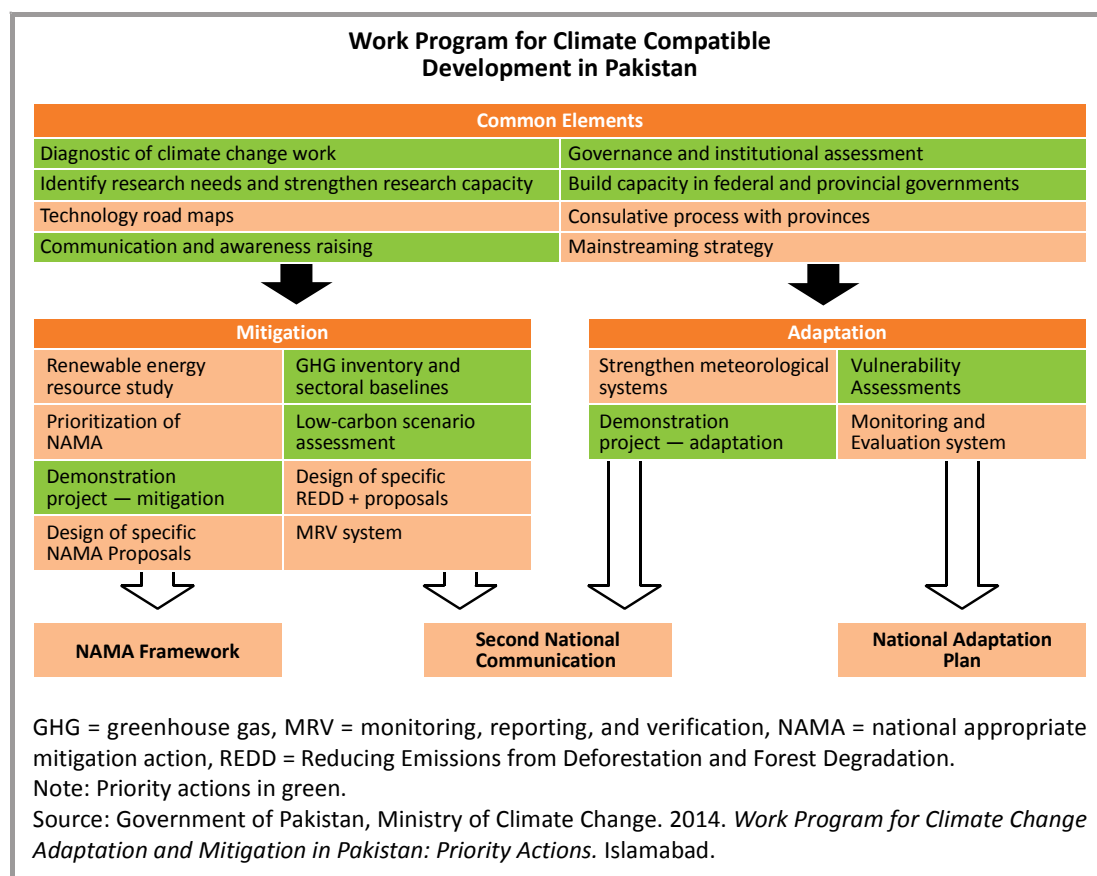 Work Program for Climate Compatible
Development in Pakistan
Common Elements
Diagnostic of climate change work
Governance and institutional assessment
Identify research needs and strengthen research capacity
Build capacity in federal and provincial governments
Technology road maps
Consulative process with provinces
Communication and awareness raising
Mainstreaming strategy
Mitigation
Renewable energy
resource study
GHG inventory and
sectoral baselines
Prioritization of
NAMA
Low-carbon scenario
assessment
Demonstration
project — mitigation
Design of specific
REDD + proposals
Design of specific
NAMA Proposals
MRV system
Adaptation
Strengthen meteorological
systems
Vulnerability
Assessments
Demonstration
project — adaptation
Monitoring and
Evaluation system
NAMA Framework
Second National
Communication
National Adaptation
Plan
GHG = greenhouse gas, MRV = monitoring, reporting, and verification, NAMA = national appropriate
mitigation action, REDD = Reducing Emissions from Deforestation and Forest Degradation.
Note: Priority actions in green.
Source: Government of Pakistan, Ministry of Climate Change. 2014. Work Program for Climate Change
Adaptation and Mitigation in Pakistan: Priority Actions. Islamabad.